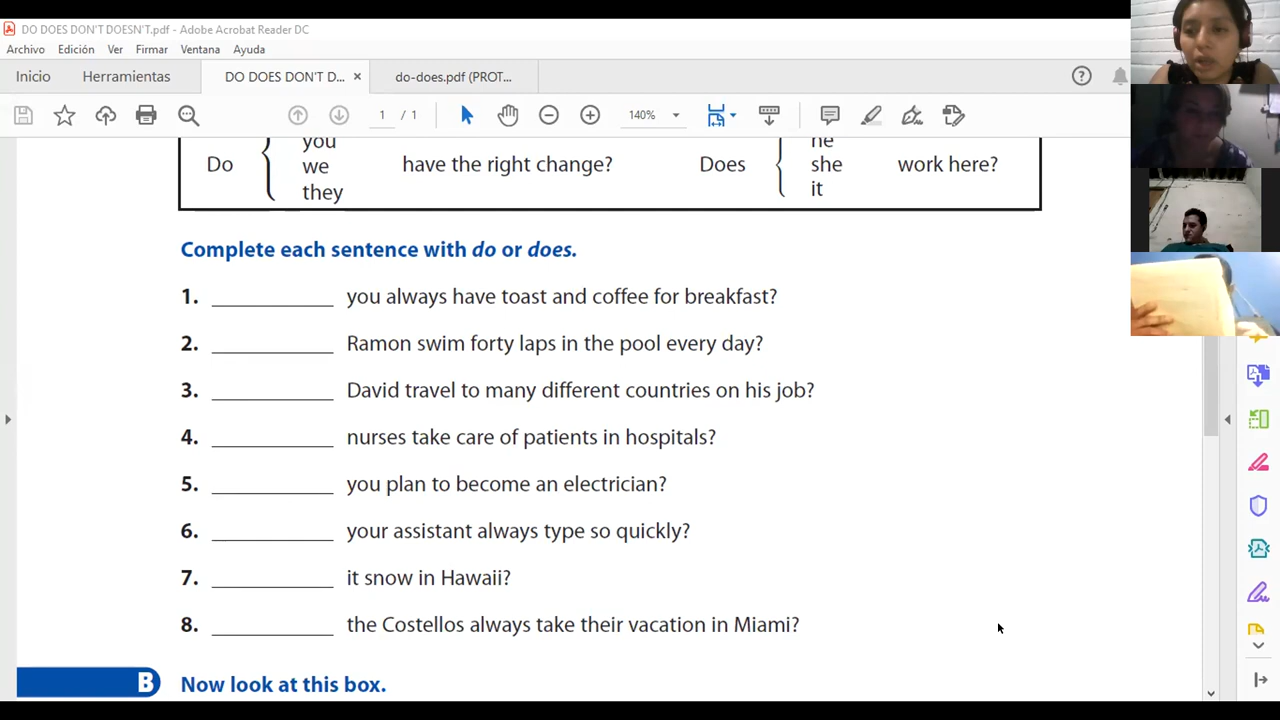 DO DOES DON'T DOESN'T.pdf - Adobe Acrobat Reader DC
Archivo Edición Ver Firmar Ventana Ayuda
Inicio Herramientas DO DOES DON'T D... × do-does.pdf (PROT...
1 / 1 140%
you he
Do we have the right change? Does she work here?
they it
Complete each sentence with do or does.
1. ___________ you always have toast and coffee for breakfast?
2. ___________ Ramon swim forty laps in the pool every day?
3. ___________ David travel to many different countries on his job?
4. ___________ nurses take care of patients in hospitals?
5. ___________ you plan to become an electrician?
6. ___________ your assistant always type so quickly?
7. ___________ it snow in Hawaii?
8. ___________ the Costellos always take their vacation in Miami?
B Now look at this box.